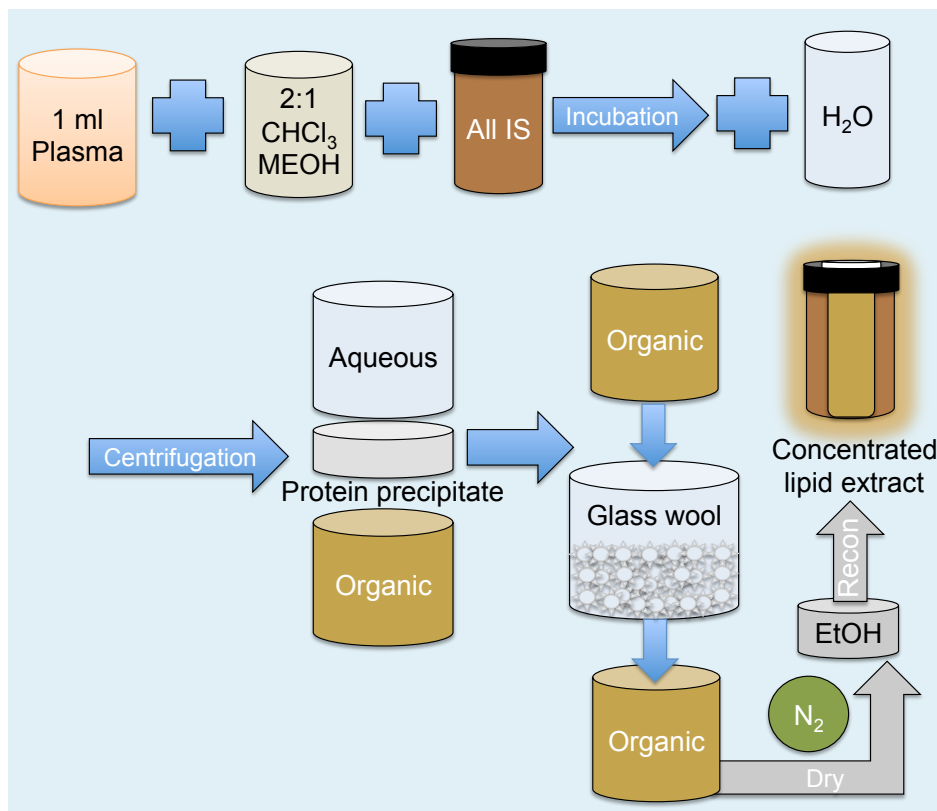 1 ml
Plasma
2:1
CHCl₃
MEOH
All IS
Incubation
H₂O
Centrifugation
Aqueous
Protein precipitate
Organic
Organic
Glass wool
Organic
Dry
N₂
EtOH
Recon
Concentrated
lipid extract